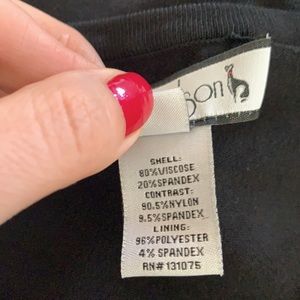 son
SHELL:
80%VISCOSE
20%SPANDEX
CONTRAST:
90.5%NYLON
9.5%SPANDEX
LINING:
96%POLYESTER
4% SPANDEX
RN#131075